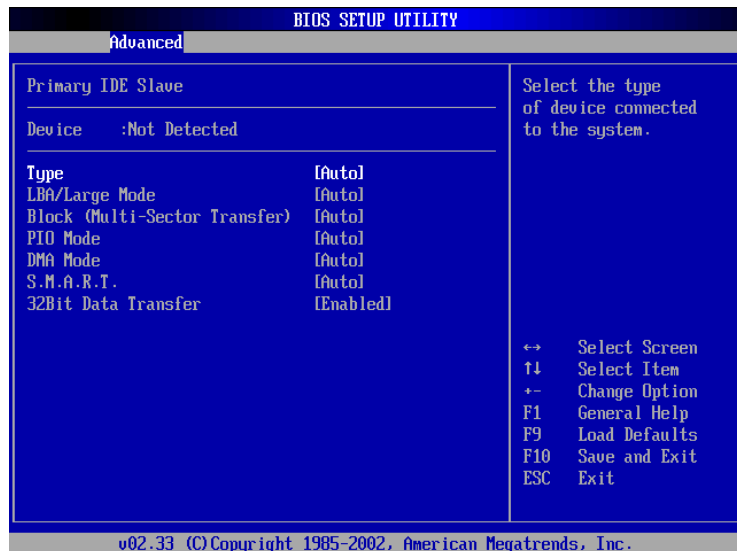 BIOS SETUP UTILITY
Advanced
Primary IDE Slave
Device :Not Detected
Type [Auto]
LBA/Large Mode [Auto]
Block (Multi-Sector Transfer) [Auto]
PIO Mode [Auto]
DMA Mode [Auto]
S.M.A.R.T. [Auto]
32Bit Data Transfer [Enabled]
Select the type
of device connected
to the system.
↔ Select Screen
↑↓ Select Item
+- Change Option
F1 General Help
F9 Load Defaults
F10 Save and Exit
ESC Exit
v02.33 (C)Copyright 1985-2002, American Megatrends, Inc.